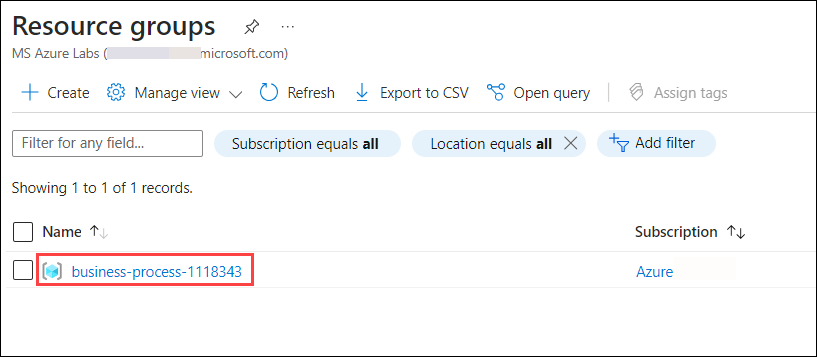 Resource groups
MS Azure Labs ( microsoft.com)
Create Manage view Refresh Export to CSV Open query Assign tags
Filter for any field... Subscription equals all Location equals all Add filter
Showing 1 to 1 of 1 records.
Name Subscription
business-process-1118343 Azure